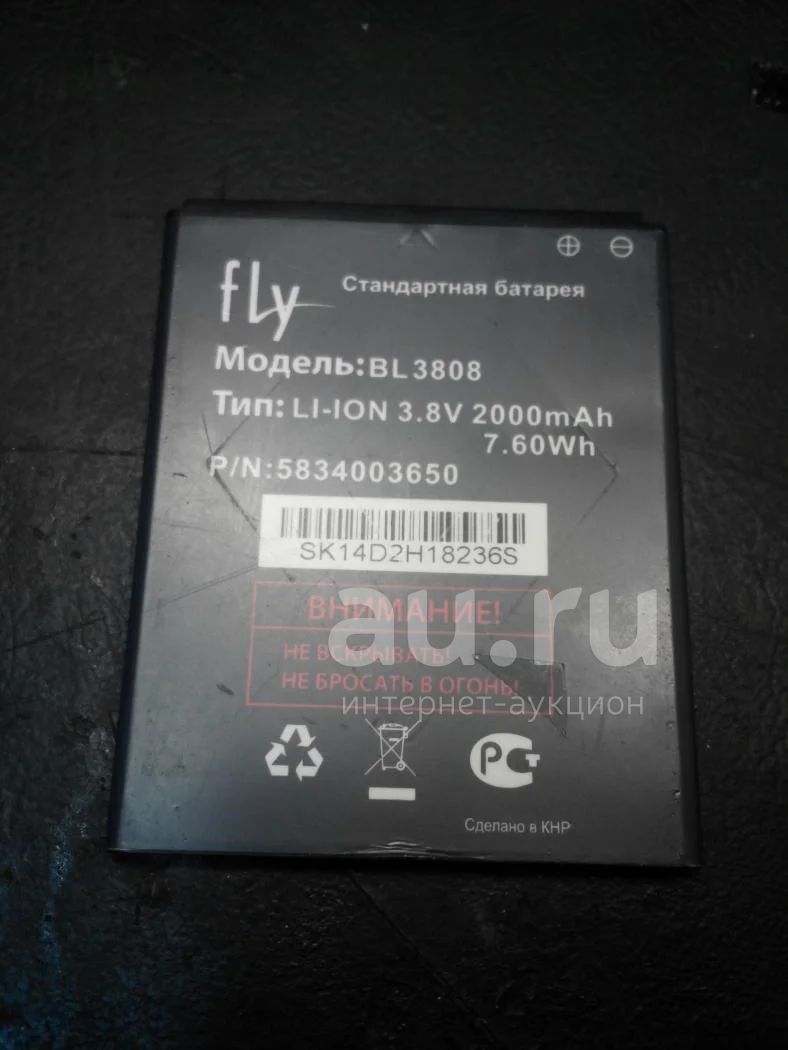 fly
Стандартная батарея
Модель:BL3808
Тип: LI-ION 3.8V 2000mAh
7.60Wh
P/N:5834003650
SK14D2H18236S
ВНИМАНИЕ!
НЕ ВСКРЫВАТЬ!
НЕ БРОСАТЬ В ОГОНЬ!
au.ru
интернет-аукцион
РСТ
Сделано в КНР